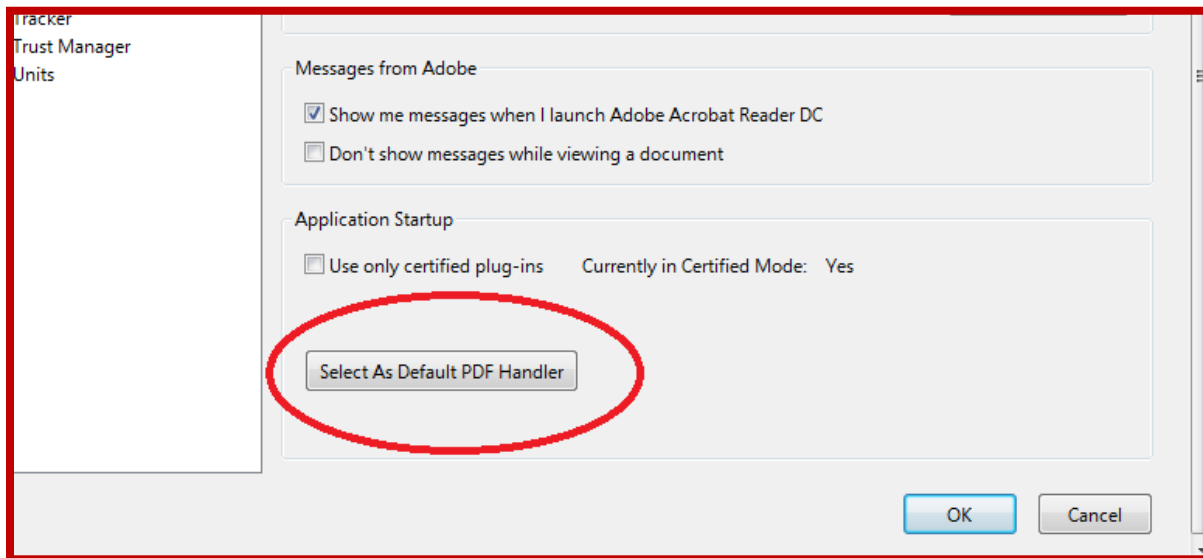 Tracker
Trust Manager
Units
Messages from Adobe
Show me messages when I launch Adobe Acrobat Reader DC
Don't show messages while viewing a document
Application Startup
Use only certified plug-ins Currently in Certified Mode: Yes
Select As Default PDF Handler
OK Cancel